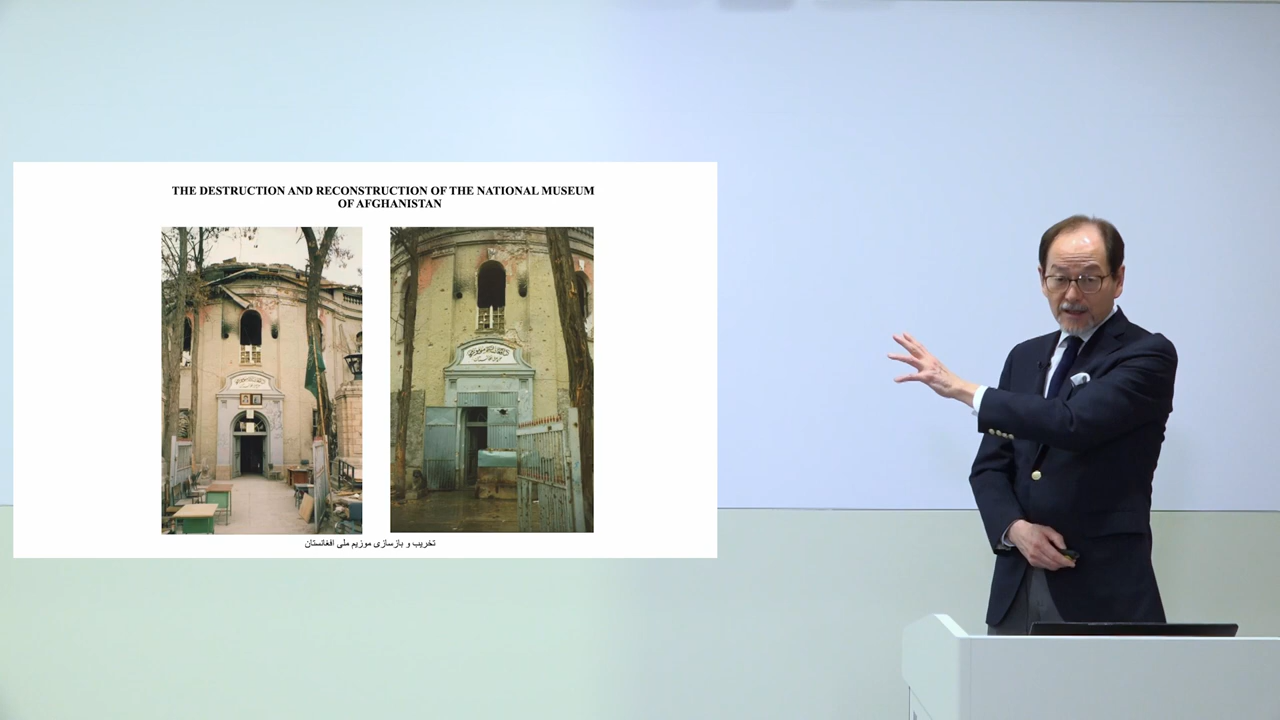 THE DESTRUCTION AND RECONSTRUCTION OF THE NATIONAL MUSEUM
OF AFGHANISTAN
تخریب و بازسازی موزیم ملی افغانستان